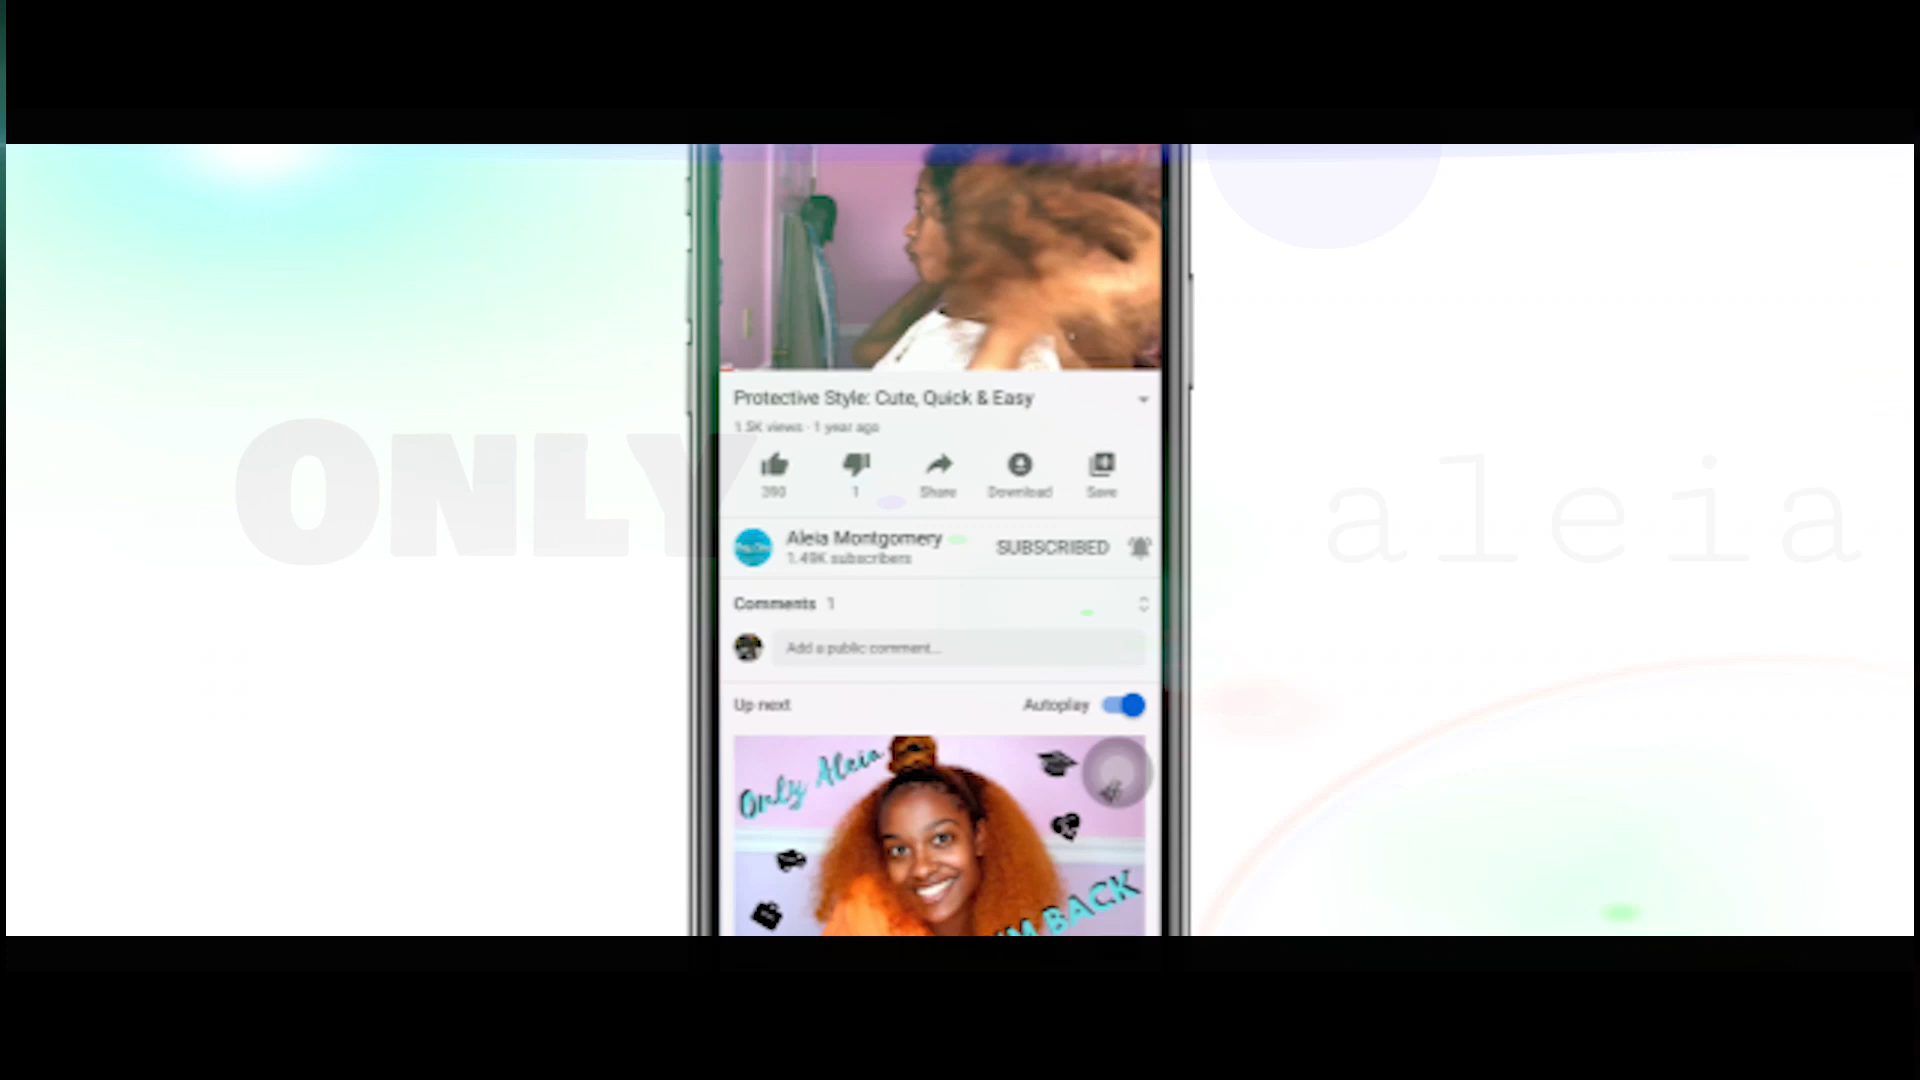 Protective Style: Cute, Quick & Easy
1.5K views · 1 year ago
390
1
Share
Download
Save
ONLY
aleia
Aleia Montgomery
1.49K subscribers
SUBSCRIBED
Comments 1
Add a public comment...
Up next
Autoplay
Only Aleia
I'M BACK